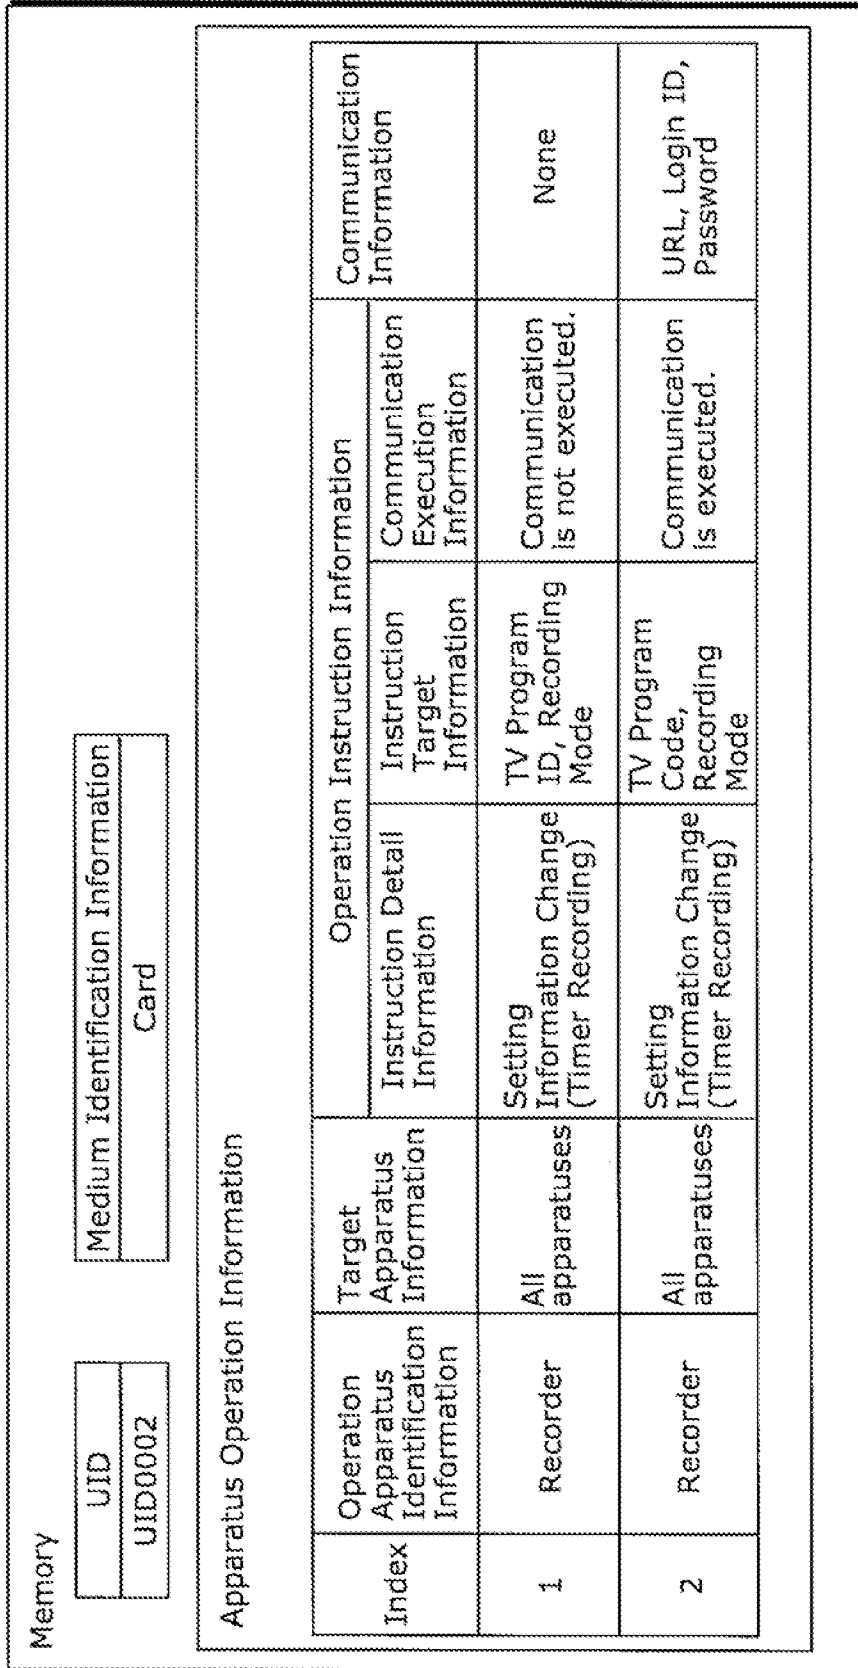 Memory
UID
UID0002
Medium Identification Information
Card
Apparatus Operation Information
Index
Operation
Apparatus
Identification
Information
Target
Apparatus
Information
Operation Instruction Information
Instruction Detail
Information
Instruction
Target
Information
Communication
Execution
Information
Communication
Information
1
Recorder
All
apparatuses
Setting
Information Change
(Timer Recording)
TV Program
ID, Recording
Mode
Communication
is not executed.
None
2
Recorder
All
apparatuses
Setting
Information Change
(Timer Recording)
TV Program
Code,
Recording
Mode
Communication
is executed.
URL, Login ID,
Password